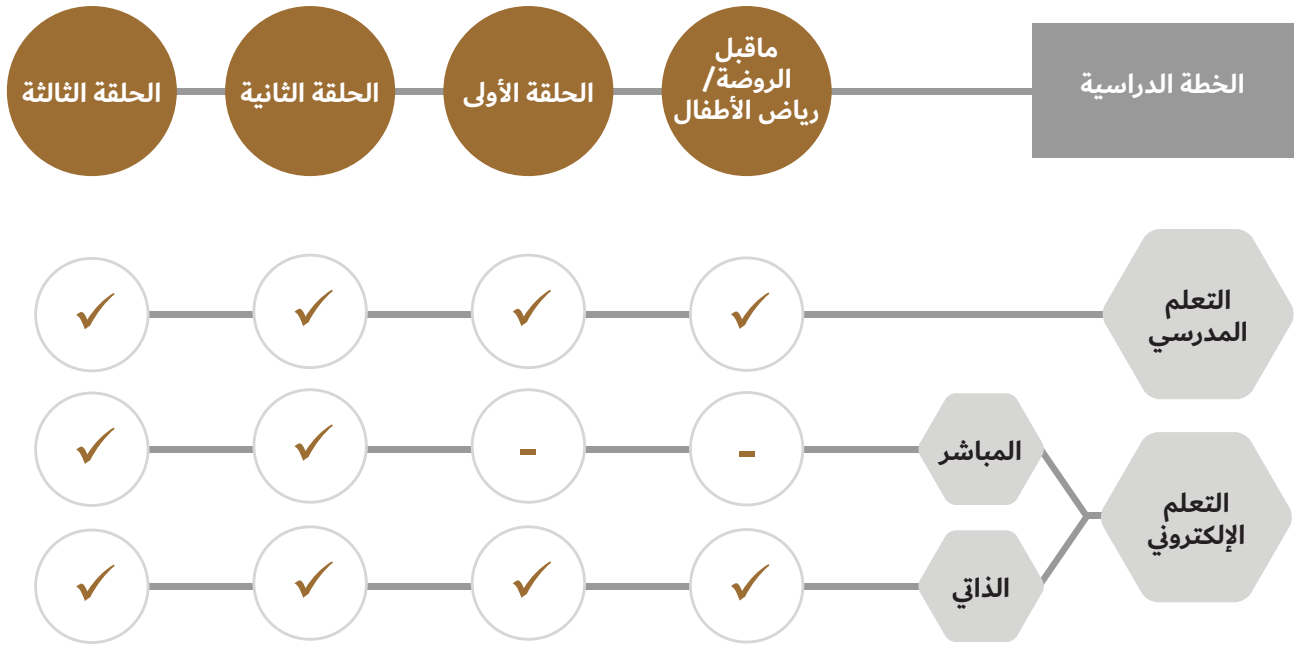 الخطة الدراسية
ماقبل
الروضة/
رياض الأطفال
الحلقة الأولى
الحلقة الثانية
الحلقة الثالثة
التعلم
المدرسي
✓
✓
✓
✓
التعلم
الإلكتروني
المباشر
-
-
✓
✓
الذاتي
✓
✓
✓
✓